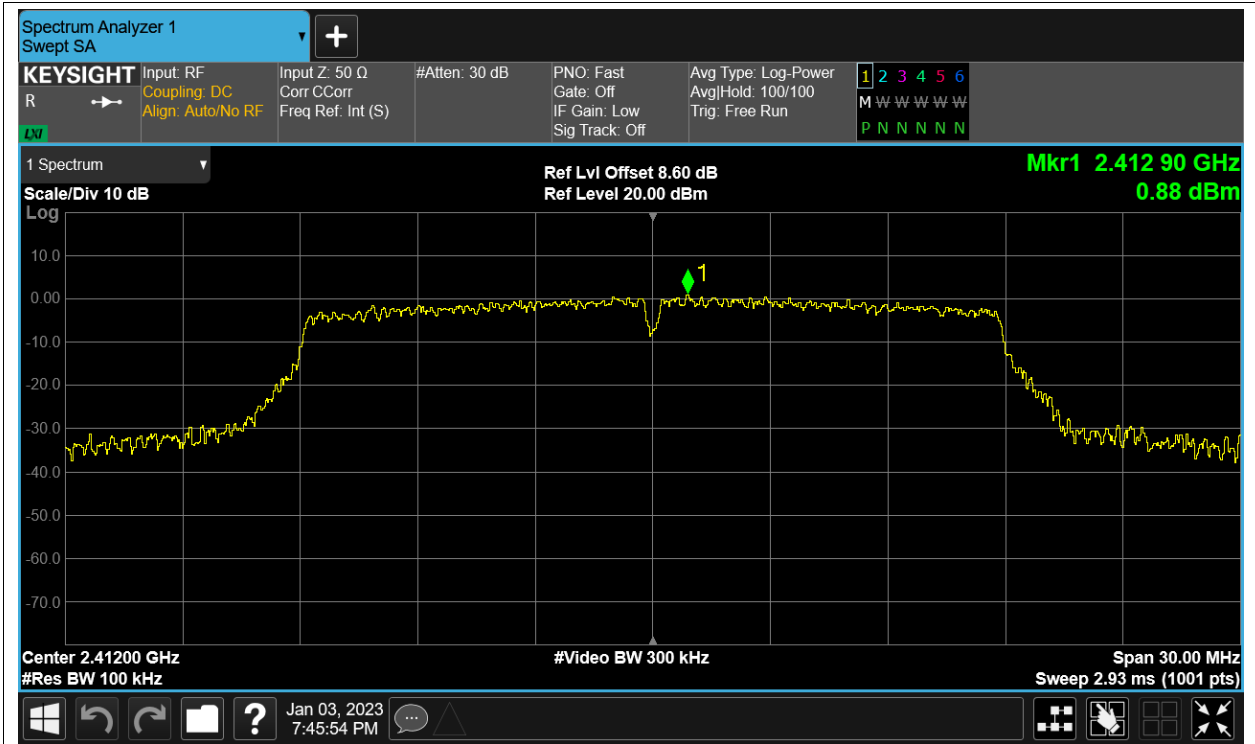 Spectrum Analyzer 1
Swept SA
KEYSIGHT
R
LXI
Input: RF
Coupling: DC
Align: Auto/No RF
Input Z: 50 Ω
Corr CCorr
Freq Ref: Int (S)
#Atten: 30 dB
PNO: Fast
Gate: Off
IF Gain: Low
Sig Track: Off
Avg Type: Log-Power
Avg|Hold: 100/100
Trig: Free Run
1 2 3 4 5 6
M W W W W W
P N N N N N
1 Spectrum
Scale/Div 10 dB
Log
Ref Lvl Offset 8.60 dB
Ref Level 20.00 dBm
Mkr1 2.412 90 GHz
0.88 dBm
1
10.0
0.00
-10.0
-20.0
-30.0
-40.0
-50.0
-60.0
-70.0
Center 2.41200 GHz
#Res BW 100 kHz
#Video BW 300 kHz
Span 30.00 MHz
Sweep 2.93 ms (1001 pts)
?
Jan 03, 2023
7:45:54 PM